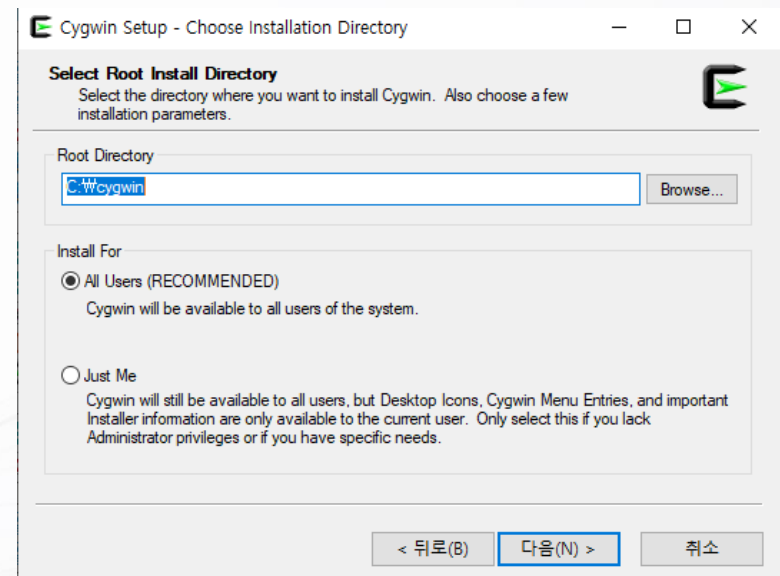 Cygwin Setup - Choose Installation Directory
Select Root Install Directory
Select the directory where you want to install Cygwin.  Also choose a few
installation parameters.
Root Directory
C:₩cygwin
Browse...
Install For
All Users (RECOMMENDED)
Cygwin will be available to all users of the system.
Just Me
Cygwin will still be available to all users, but Desktop Icons, Cygwin Menu Entries, and important
Installer information are only available to the current user.  Only select this if you lack
Administrator privileges or if you have specific needs.
< 뒤로(B)
다음(N) >
취소